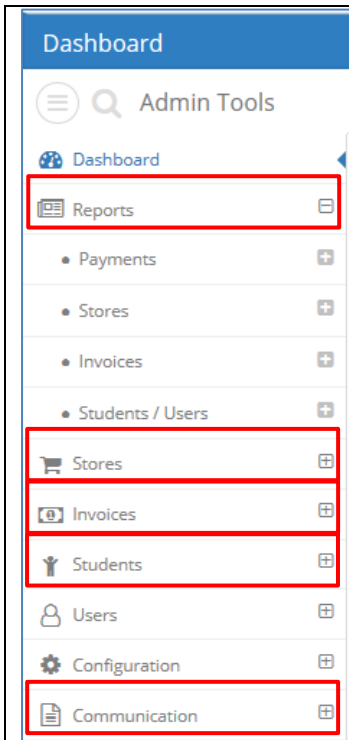 Dashboard
Admin Tools
Dashboard
Reports
Payments
Stores
Invoices
Students / Users
Stores
Invoices
Students
Users
Configuration
Communication